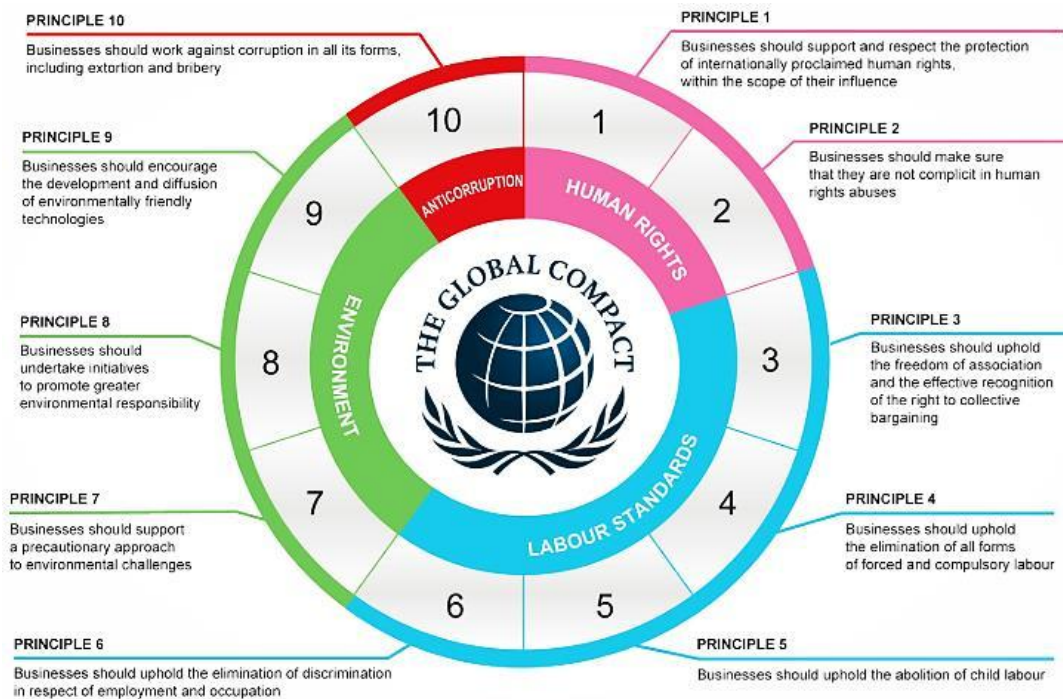 PRINCIPLE 10
Businesses should work against corruption in all its forms,
including extortion and bribery
PRINCIPLE 1
Businesses should support and respect the protection
of internationally proclaimed human rights,
within the scope of their influence
PRINCIPLE 2
Businesses should make sure
that they are not complicit in human
rights abuses
PRINCIPLE 3
Businesses should uphold
the freedom of association
and the effective recognition
of the right to collective
bargaining
PRINCIPLE 4
Businesses should uphold
the elimination of all forms
of forced and compulsory labour
PRINCIPLE 5
Businesses should uphold the abolition of child labour
PRINCIPLE 6
Businesses should uphold the elimination of discrimination
in respect of employment and occupation
PRINCIPLE 7
Businesses should support
a precautionary approach
to environmental challenges
PRINCIPLE 8
Businesses should
undertake initiatives
to promote greater
environmental responsibility
PRINCIPLE 9
Businesses should encourage
the development and diffusion
of environmentally friendly
technologies
1
2
3
4
5
6
7
8
9
10
HUMAN RIGHTS
LABOUR STANDARDS
ENVIRONMENT
ANTICORRUPTION
THE GLOBAL COMPACT